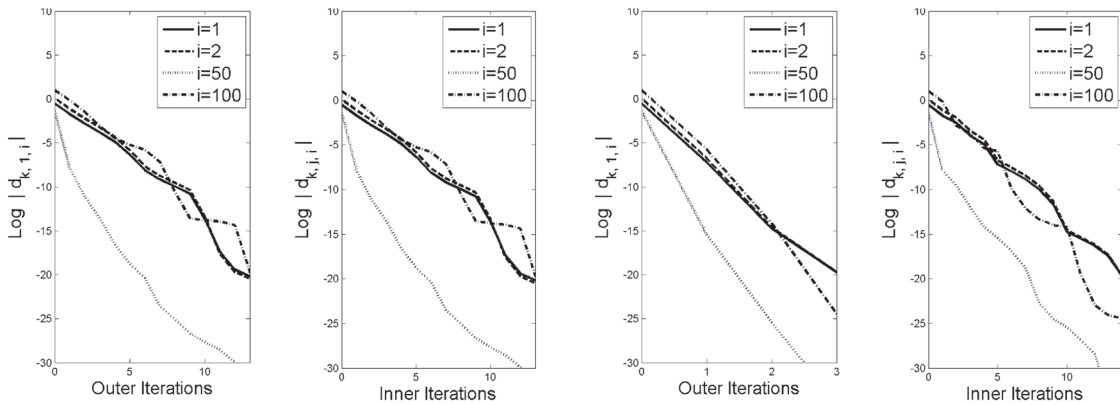 10
5
0
-5
-10
-15
-20
-25
-30
Log | d k, 1, i |
0 5 10
Outer Iterations
i=1
i=2
i=50
i=100
10
5
0
-5
-10
-15
-20
-25
-30
Log | d k, j, i |
0 5 10
Inner Iterations
i=1
i=2
i=50
i=100
10
5
0
-5
-10
-15
-20
-25
-30
Log | d k, 1, i |
0 1 2 3
Outer Iterations
i=1
i=2
i=50
i=100
10
5
0
-5
-10
-15
-20
-25
-30
Log | d k, j, i |
0 5 10
Inner Iterations
i=1
i=2
i=50
i=100